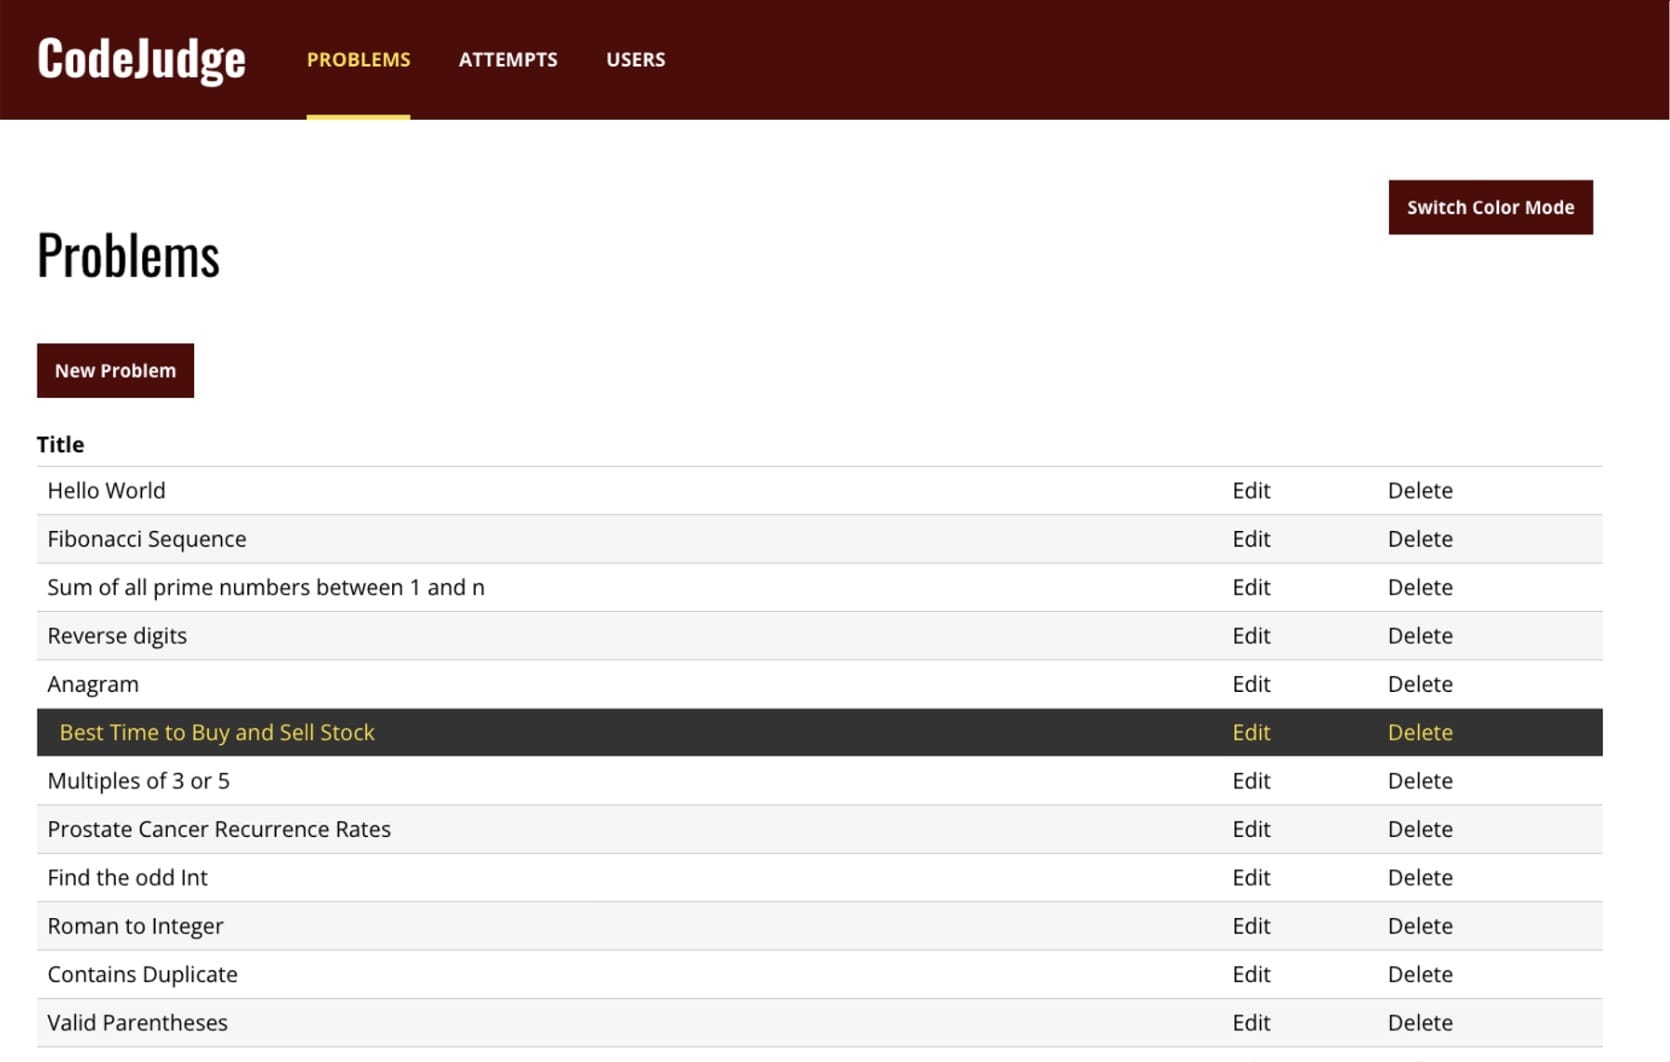 CodeJudge PROBLEMS ATTEMPTS USERS
Switch Color Mode
Problems
New Problem
Title
Hello World Edit Delete
Fibonacci Sequence Edit Delete
Sum of all prime numbers between 1 and n Edit Delete
Reverse digits Edit Delete
Anagram Edit Delete
Best Time to Buy and Sell Stock Edit Delete
Multiples of 3 or 5 Edit Delete
Prostate Cancer Recurrence Rates Edit Delete
Find the odd Int Edit Delete
Roman to Integer Edit Delete
Contains Duplicate Edit Delete
Valid Parentheses Edit Delete